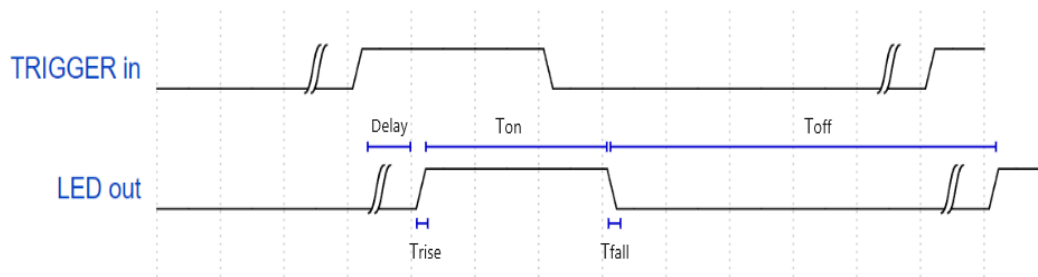 TRIGGER in
Delay
Ton
Toff
LED out
Trise
Tfall